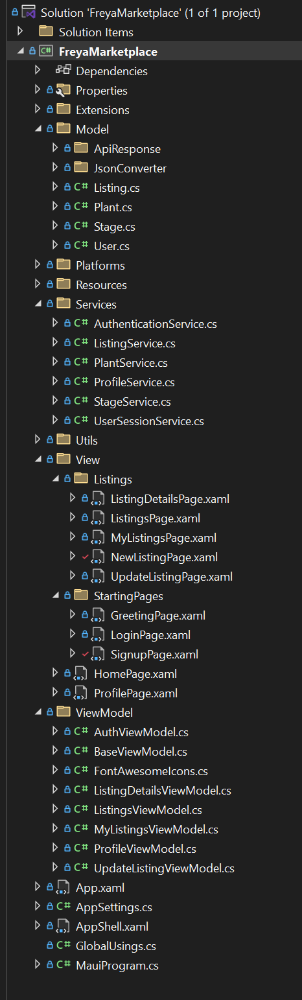 Solution 'FreyaMarketplace' (1 of 1 project)
Solution Items
C# FreyaMarketplace
Dependencies
Properties
Extensions
Model
ApiResponse
JsonConverter
C# Listing.cs
C# Plant.cs
C# Stage.cs
C# User.cs
Platforms
Resources
Services
C# AuthenticationService.cs
C# ListingService.cs
C# PlantService.cs
C# ProfileService.cs
C# StageService.cs
C# UserSessionService.cs
Utils
View
Listings
ListingDetailsPage.xaml
ListingsPage.xaml
MyListingsPage.xaml
NewListingPage.xaml
UpdateListingPage.xaml
StartingPages
GreetingPage.xaml
LoginPage.xaml
SignupPage.xaml
HomePage.xaml
ProfilePage.xaml
ViewModel
C# AuthViewModel.cs
C# BaseViewModel.cs
C# FontAwesomeIcons.cs
C# ListingDetailsViewModel.cs
C# ListingsViewModel.cs
C# MyListingsViewModel.cs
C# ProfileViewModel.cs
C# UpdateListingViewModel.cs
App.xaml
C# AppSettings.cs
AppShell.xaml
C# GlobalUsings.cs
C# MauiProgram.cs